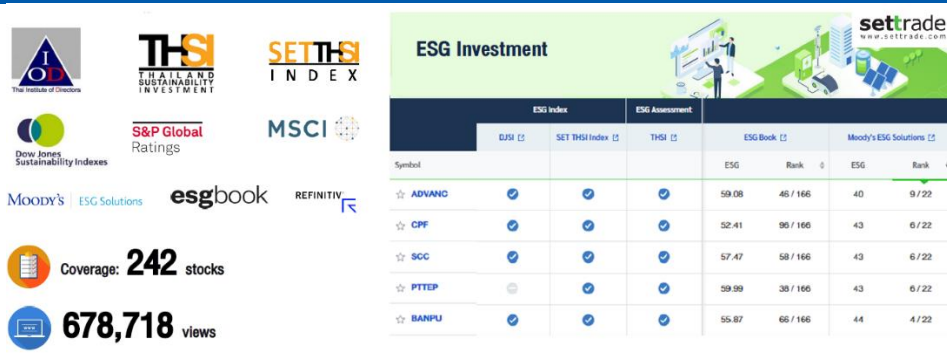 IOD
Thai Institute of Directors
THSI
THAILAND
SUSTAINABILITY
INVESTMENT
SETTHSI
INDEX
Dow Jones
Sustainability Indexes
S&P Global
Ratings
MSCI
MOODY'S | ESG Solutions
esgbook
REFINITIV
Coverage: 242 stocks
678,718 views
ESG Investment
settrade
www.settrade.com
ESG Index ESG Assessment
DJSI SET THSI Index THSI ESG Book Moody's ESG Solutions
Symbol ESG Rank ESG Rank
ADVANC 59.08 46 / 166 40 9 / 22
CPF 52.41 96 / 166 43 6 / 22
SCC 57.47 58 / 166 43 6 / 22
PTTEP 59.99 38 / 166 43 6 / 22
BANPU 55.87 66 / 166 44 4 / 22